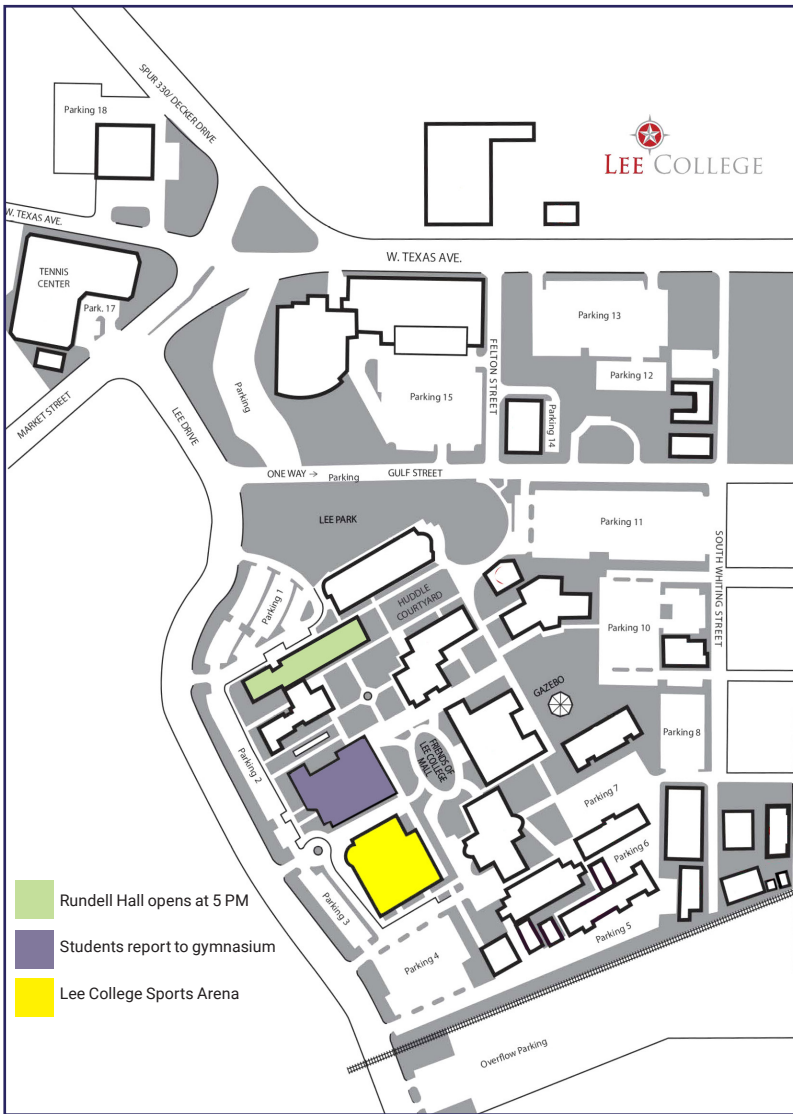 SPUR 330/ DECKER DRIVE
Parking 18
LEE COLLEGE
W. TEXAS AVE.
W. TEXAS AVE.
TENNIS
CENTER
Park. 17
Parking 13
FELTON STREET
Parking 12
Parking
Parking 15
Parking 14
MARKET STREET
LEE DRIVE
ONE WAY →
Parking
GULF STREET
LEE PARK
Parking 11
SOUTH WHITING STREET
HUDDLE
COURTYARD
Parking 1
Parking 10
GAZEBO
Parking 8
Parking 2
FRIENDS OF
LEE COLLEGE
MALL
Parking 7
Parking 6
Rundell Hall opens at 5 PM
Parking 3
Students report to gymnasium
Parking 5
Parking 4
Lee College Sports Arena
Overflow Parking